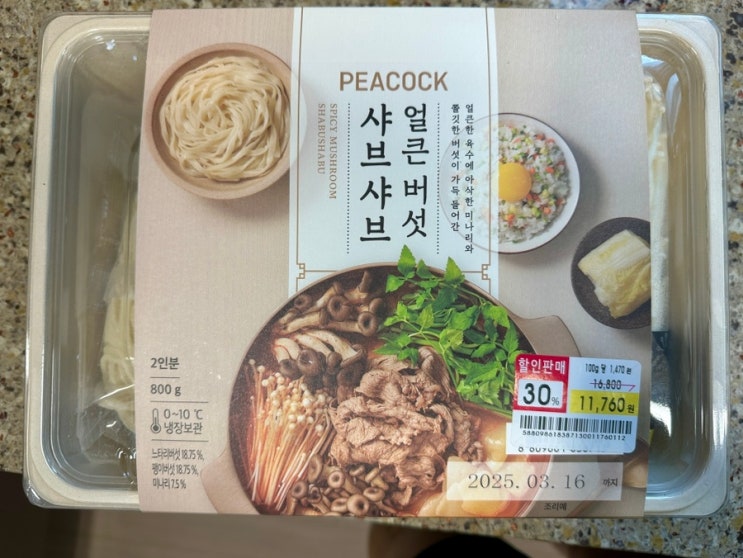 PEACOCK
얼큰한 육수에 아삭한 미나리와
쫄깃한 버섯이 가득 들어간
얼큰 버섯
샤브샤브
SPICY MUSHROOM
SHABUSHABU
2인분
800 g
0~10 ℃
냉장보관
느타리버섯 18.75 %,
팽이버섯 18.75 %,
미나리 7.5 %
할인판매
30%
100g 당 1,470 원
16,800
11,760 원
2025. 03. 16 까지
조리예